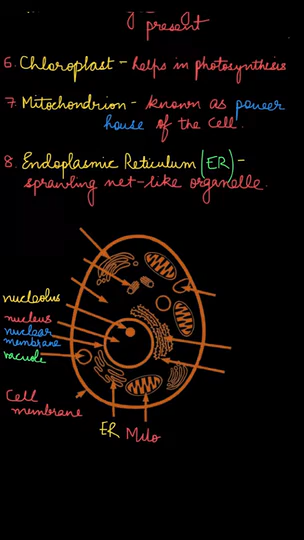 present
6. Chloroplast - helps in photosynthesis
7. Mitochondrion - known as power
house of the cell.
8. Endoplasmic Reticulum (ER) -
sprawling net-like organelle.
nucleolus
nucleus
nuclear
membrane
vacuole
Cell
membrane
ER Mito